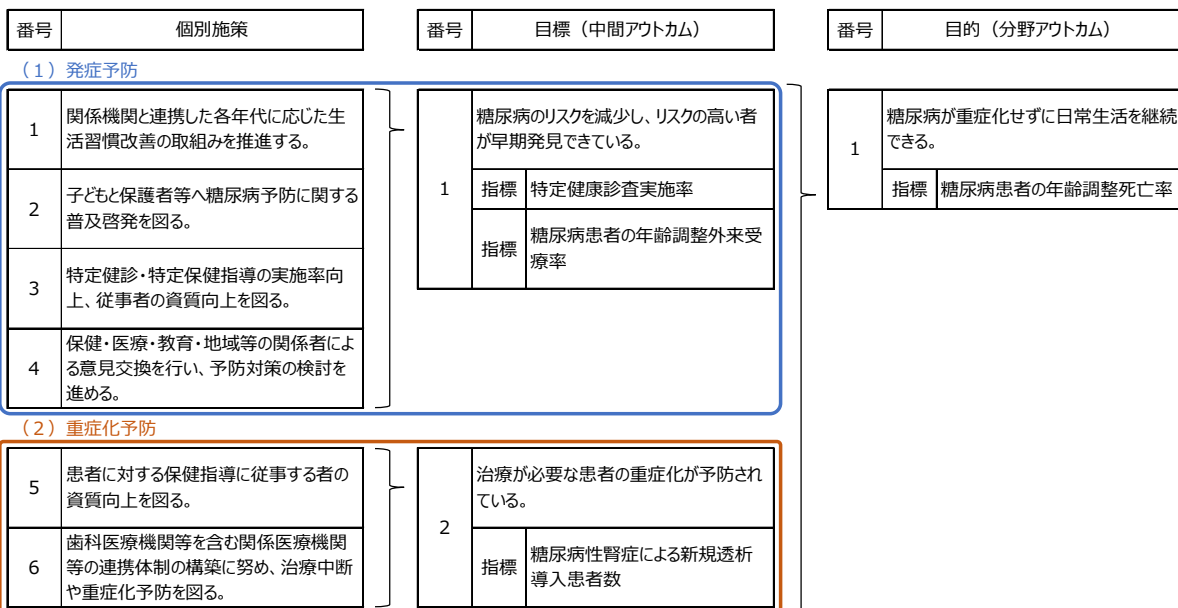 番号 個別施策 番号 目標（中間アウトカム） 番号 目的（分野アウトカム）
（１）発症予防
1
関係機関と連携した各年代に応じた生
活習慣改善の取組みを推進する。
2
子どもと保護者等へ糖尿病予防に関する
普及啓発を図る。
3
特定健診・特定保健指導の実施率向
上、従事者の資質向上を図る。
4
保健・医療・教育・地域等の関係者によ
る意見交換を行い、予防対策の検討を
進める。
1
糖尿病のリスクを減少し、リスクの高い者
が早期発見できている。
指標 特定健康診査実施率
指標 糖尿病患者の年齢調整外来受
療率
1
糖尿病が重症化せずに日常生活を継続
できる。
指標 糖尿病患者の年齢調整死亡率
（２）重症化予防
5
患者に対する保健指導に従事する者の
資質向上を図る。
6
歯科医療機関等を含む関係医療機関
等の連携体制の構築に努め、治療中断
や重症化予防を図る。
2
治療が必要な患者の重症化が予防され
ている。
指標 糖尿病性腎症による新規透析
導入患者数